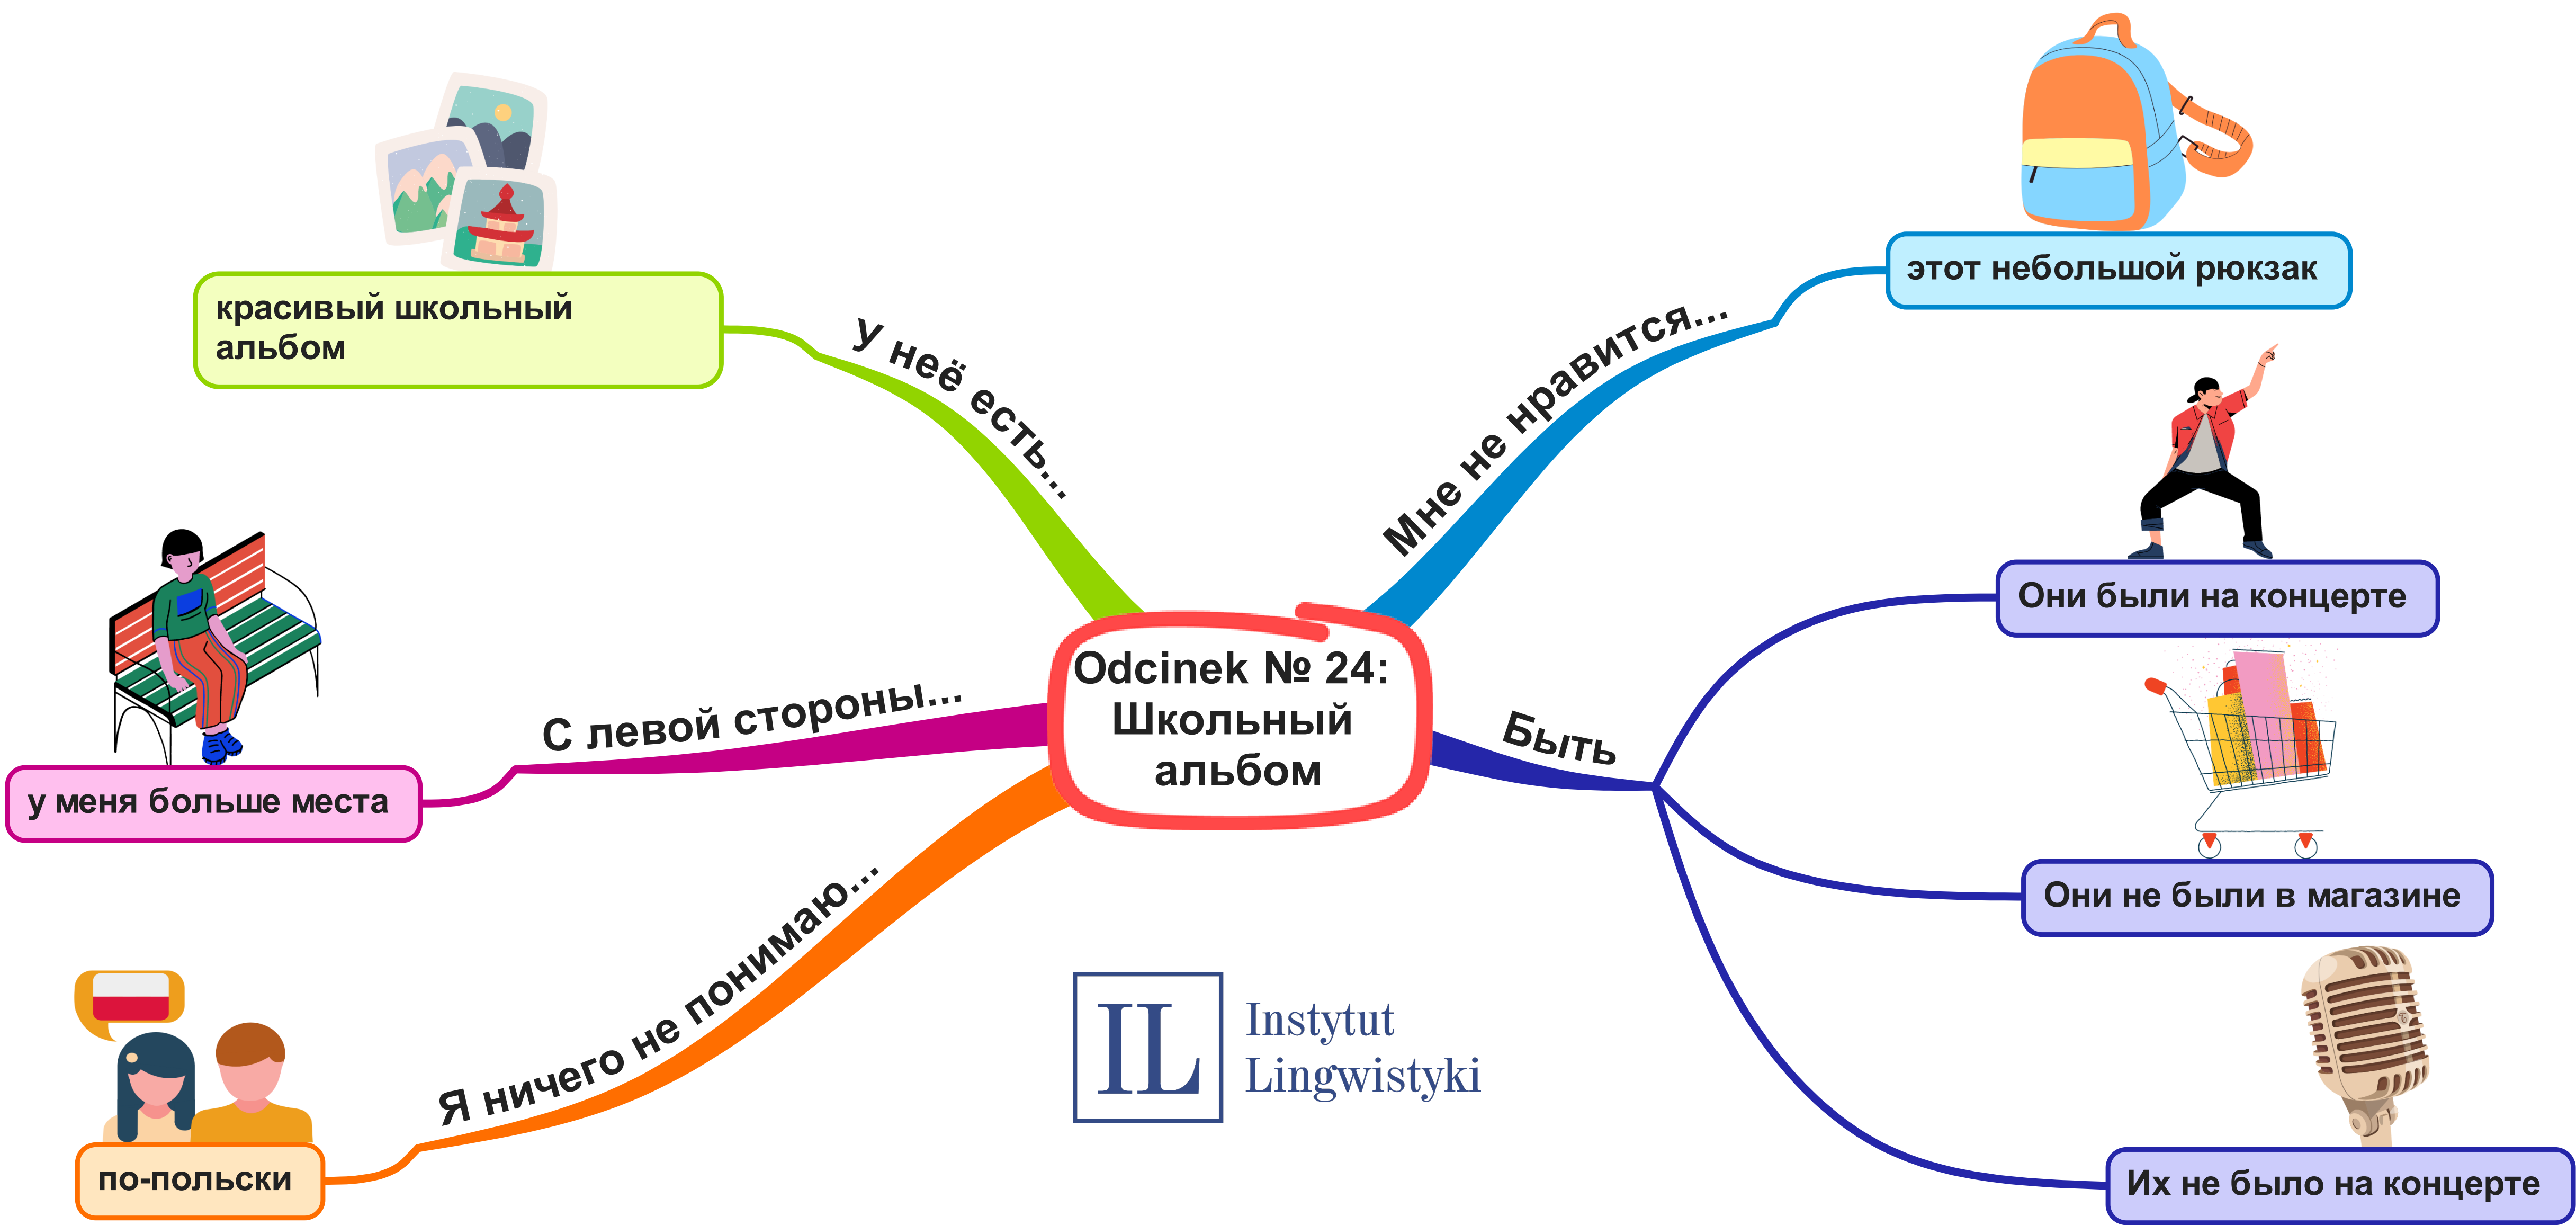 Odcinek № 24:
Школьный
альбом
Мне не нравится...
этот небольшой рюкзак
Быть
Они были на концерте
Они не были в магазине
Их не было на концерте
У неё есть...
красивый школьный
альбом
С левой стороны...
у меня больше места
Я ничего не понимаю...
по-польски
IL
Instytut
Lingwistyki